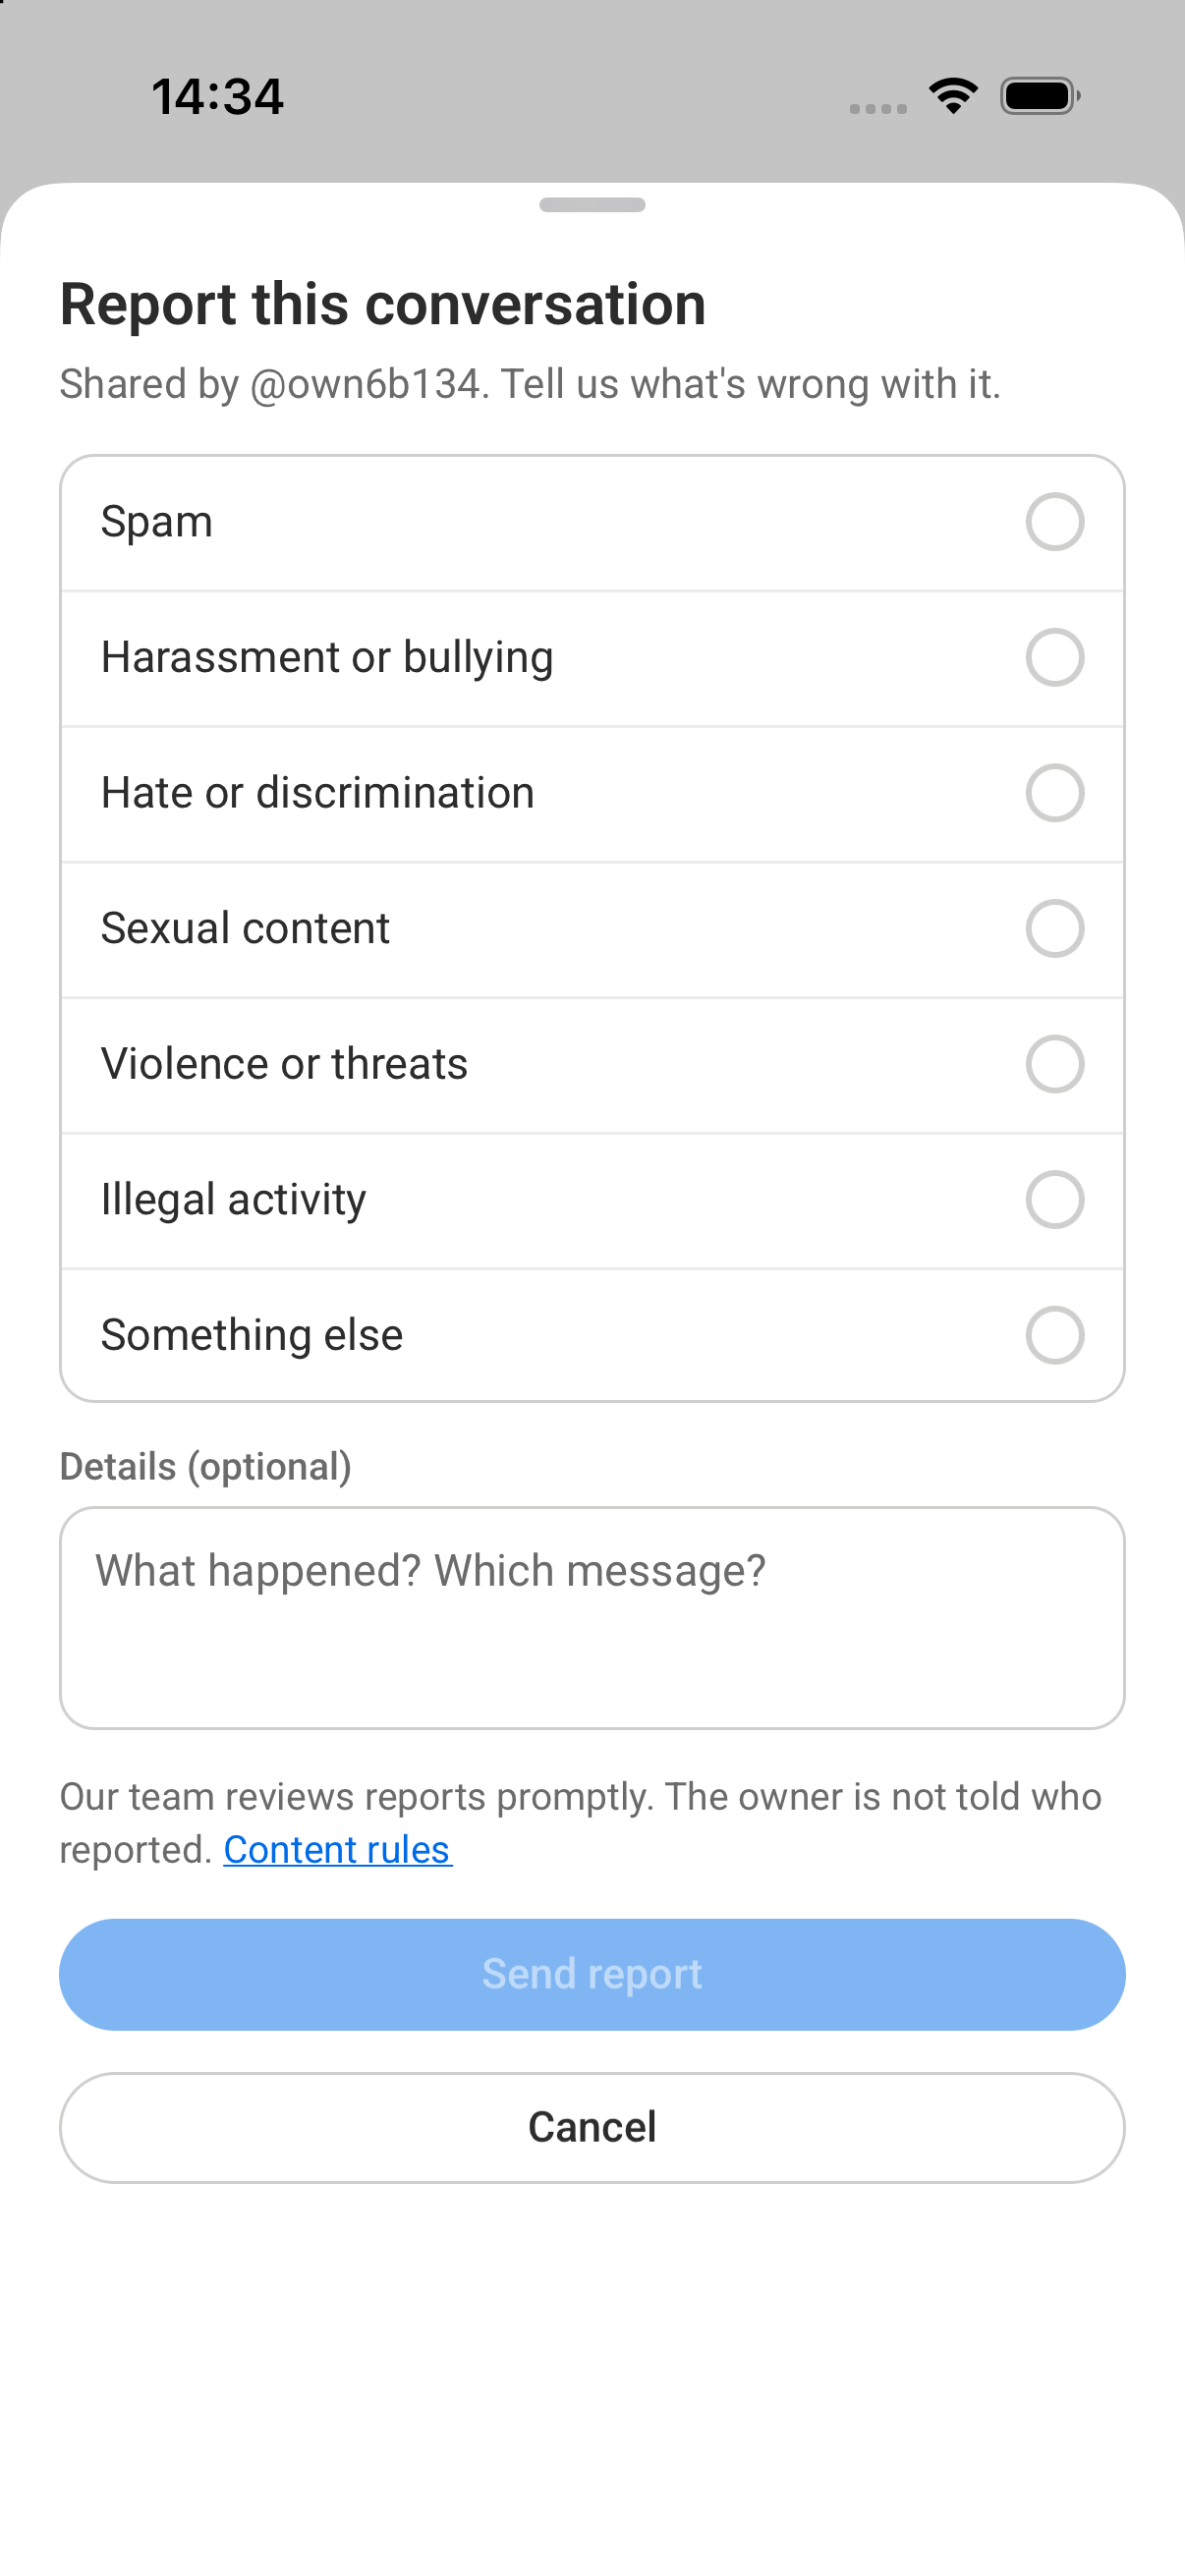 14:34
Report this conversation
Shared by @own6b134. Tell us what's wrong with it.
Spam
Harassment or bullying
Hate or discrimination
Sexual content
Violence or threats
Illegal activity
Something else
Details (optional)
What happened? Which message?
Our team reviews reports promptly. The owner is not told who
reported. Content rules
Send report
Cancel